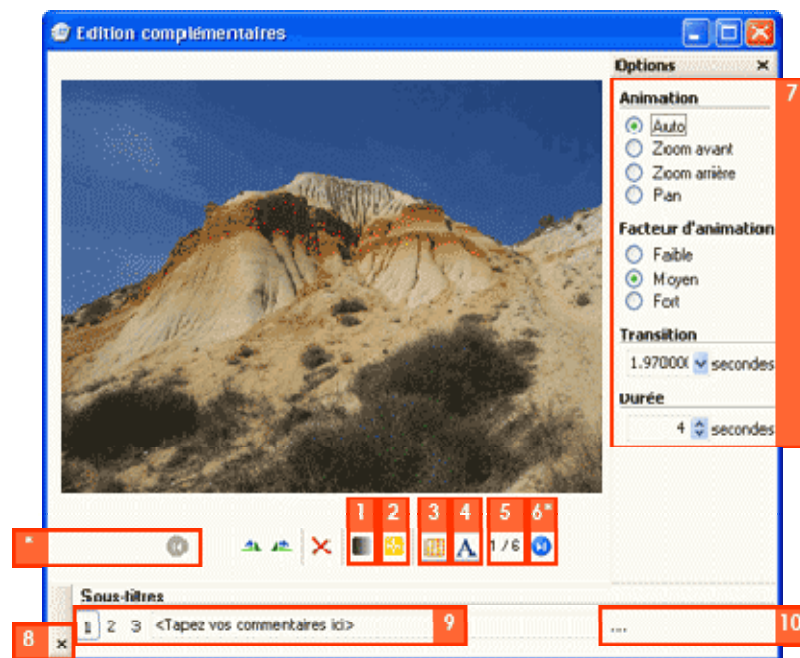 Edition complémentaires
Options
7
Animation
Auto
Zoom avant
Zoom arrière
Pan
Facteur d'animation
Faible
Moyen
Fort
Transition
1.970000 secondes
Durée
4 secondes
1 2 3 4 5 6*
*
A 1 / 6
Sous-titres
8 1 2 3 <Tapez vos commentaires ici> 9 .... 10